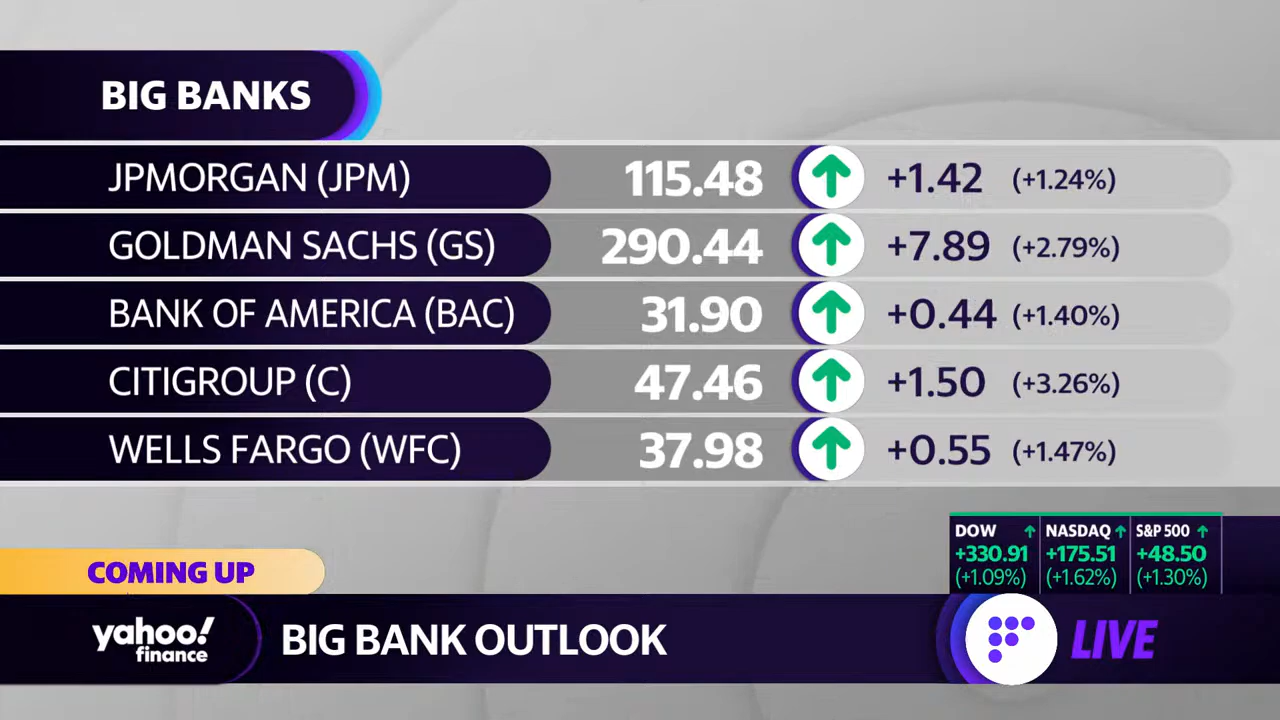 BIG BANKS
JPMORGAN (JPM) 115.48 +1.42 (+1.24%)
GOLDMAN SACHS (GS) 290.44 +7.89 (+2.79%)
BANK OF AMERICA (BAC) 31.90 +0.44 (+1.40%)
CITIGROUP (C) 47.46 +1.50 (+3.26%)
WELLS FARGO (WFC) 37.98 +0.55 (+1.47%)
DOW NASDAQ S&P 500
+330.91 +175.51 +48.50
(+1.09%) (+1.62%) (+1.30%)
COMING UP
yahoo!
finance
BIG BANK OUTLOOK
LIVE